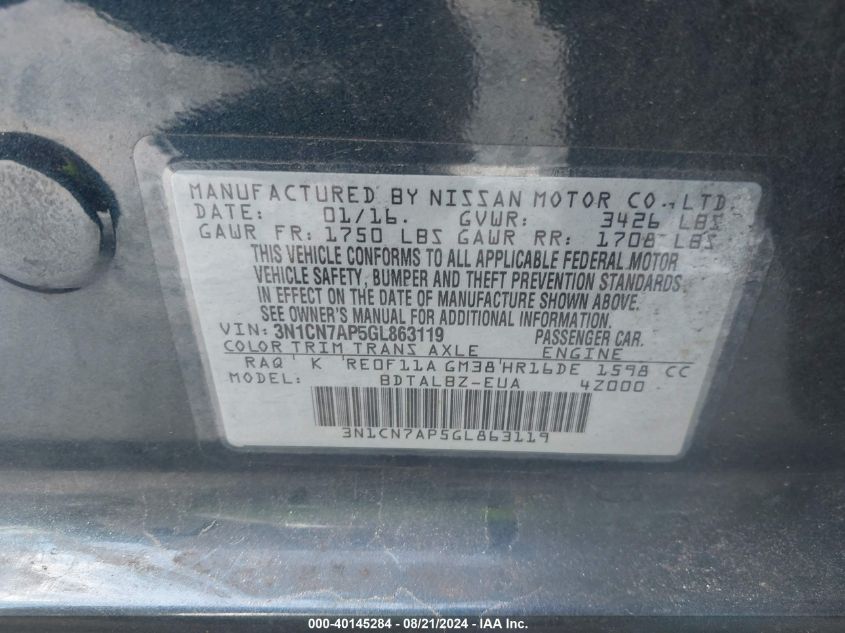 MANUFACTURED BY NISSAN MOTOR CO., LTD.
DATE: 01/16. GVWR: 3426 LBS
GAWR FR: 1750 LBS GAWR RR: 1708 LBS
THIS VEHICLE CONFORMS TO ALL APPLICABLE FEDERAL MOTOR
VEHICLE SAFETY, BUMPER AND THEFT PREVENTION STANDARDS
IN EFFECT ON THE DATE OF MANUFACTURE SHOWN ABOVE.
SEE OWNER'S MANUAL FOR ADDITIONAL INFORMATION.
VIN: 3N1CN7AP5GL863119 PASSENGER CAR.
COLOR TRIM TRANS AXLE ENGINE
RAQ ' K ' RE0F11A GM38'HR16DE 1598 CC
MODEL: BDTALBZ-EUA 4Z000
3N1CN7AP5GL863119
000-40145284 - 08/21/2024 - IAA Inc.